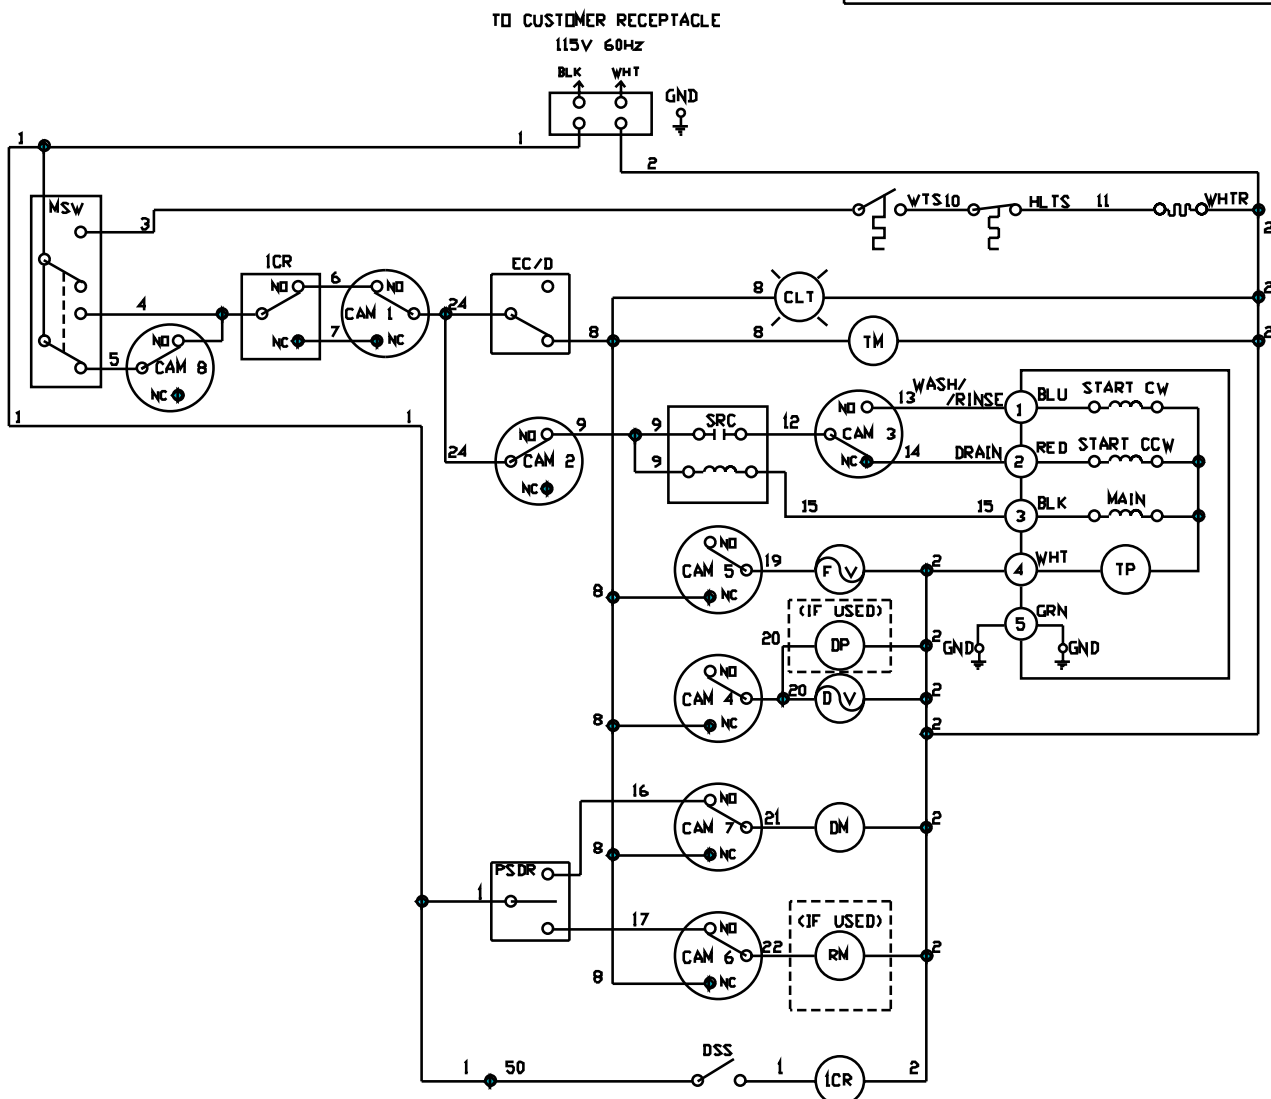 TO CUSTOMER RECEPTACLE
115V 60Hz
BLK WHT
GND
1 1
2
MSW
3
WTS 10 HLTS 11 WHTR
2
1CR
NO
NC
6
7
NO
CAM 1
NC
24
EC/D
8
CLT
2
4
5
NO
CAM 8
NC
8
8
TM
2
1 1
24
NO
CAM 2
NC
9
9
9
SRC
12
NO
CAM 3
NC
13 WASH/
/RINSE
14 DRAIN
15 15
1 BLU START CW
2 RED START CCW
3 BLK MAIN
4 WHT TP
5 GRN
GND GND
NO
CAM 5
NC
19
F V
2
8
(IF USED)
20
DP
2
NO
CAM 4
NC
20
D V
2
8
2
16
NO
CAM 7
NC
21
DM
2
8
PSDR
1
17
NO
CAM 6
NC
22
(IF USED)
RM
2
8
DSS
1 50
1
1CR
2